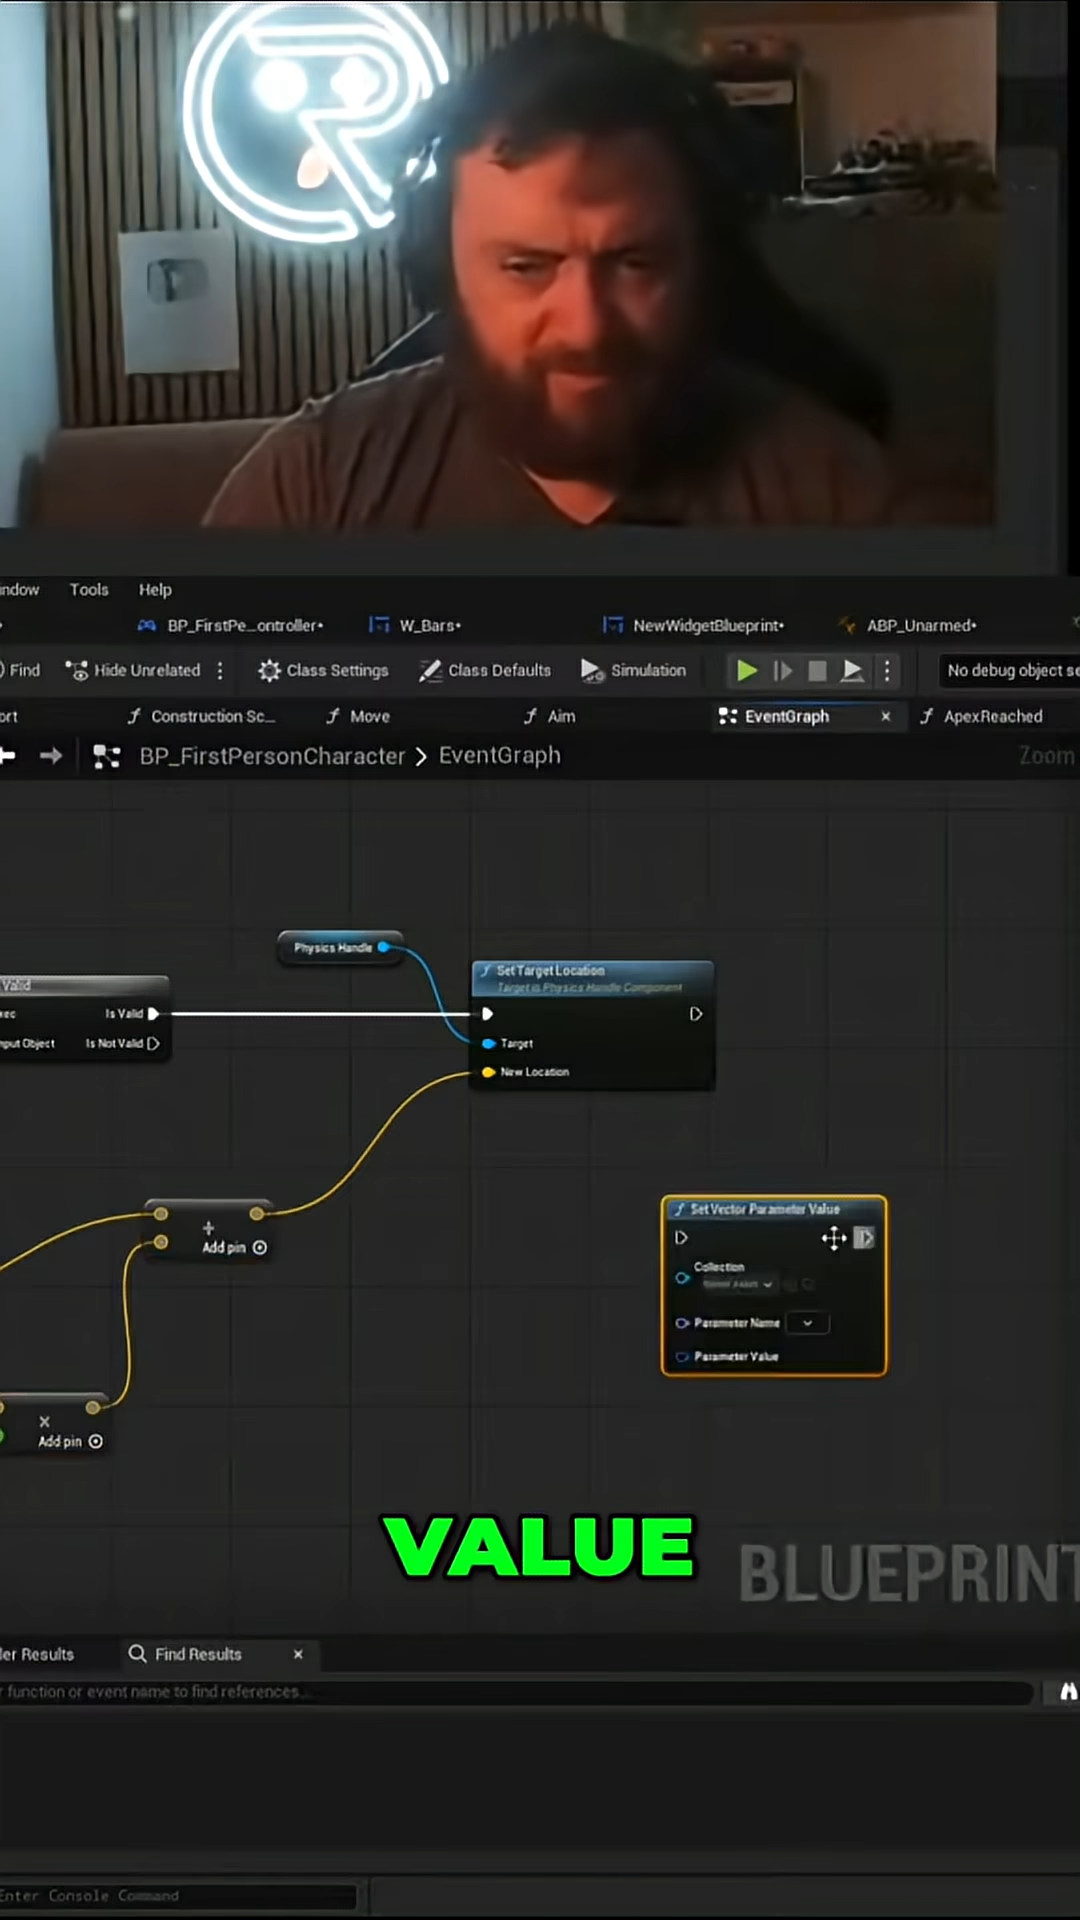 Tools Help
BP_FirstPe...ontroller• W_Bars• NewWidgetBlueprint• ABP_Unarmed•
Find Hide Unrelated Class Settings Class Defaults Simulation No debug object se
Construction Sc... Move Aim EventGraph ApexReached
BP_FirstPersonCharacter > EventGraph Zoom
Physics Handle
Set Target Location
Target is Physics Handle Component
Valid
Is Valid
Input Object Is Not Valid
Target
New Location
+
Add pin
Set Vector Parameter Value
Collection
Parameter Name
Parameter Value
×
Add pin
VALUE
BLUEPRINT
ler Results Find Results
function or event name to find references...
Enter Console Command